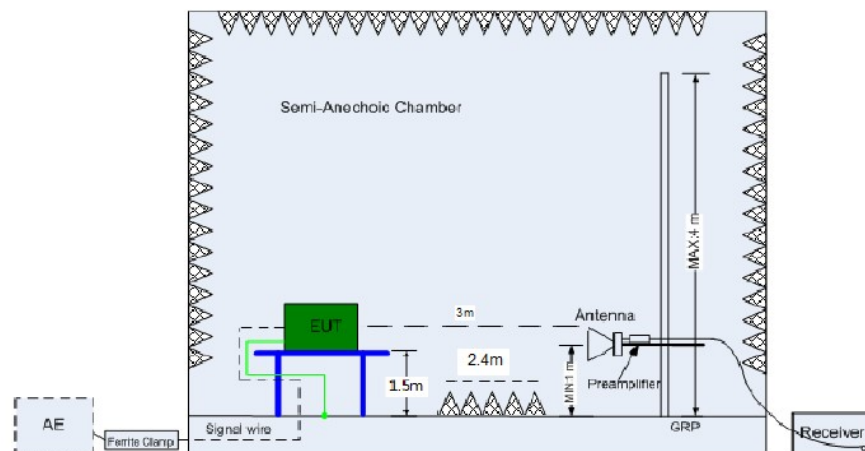 Semi-Anechoic Chamber
MAX:4 m
3m
Antenna
EUT
2.4m
1.5m
MIN:1 m
Preamplifier
AE
Ferrite Clamp
Signal wire
GRP
Receiver